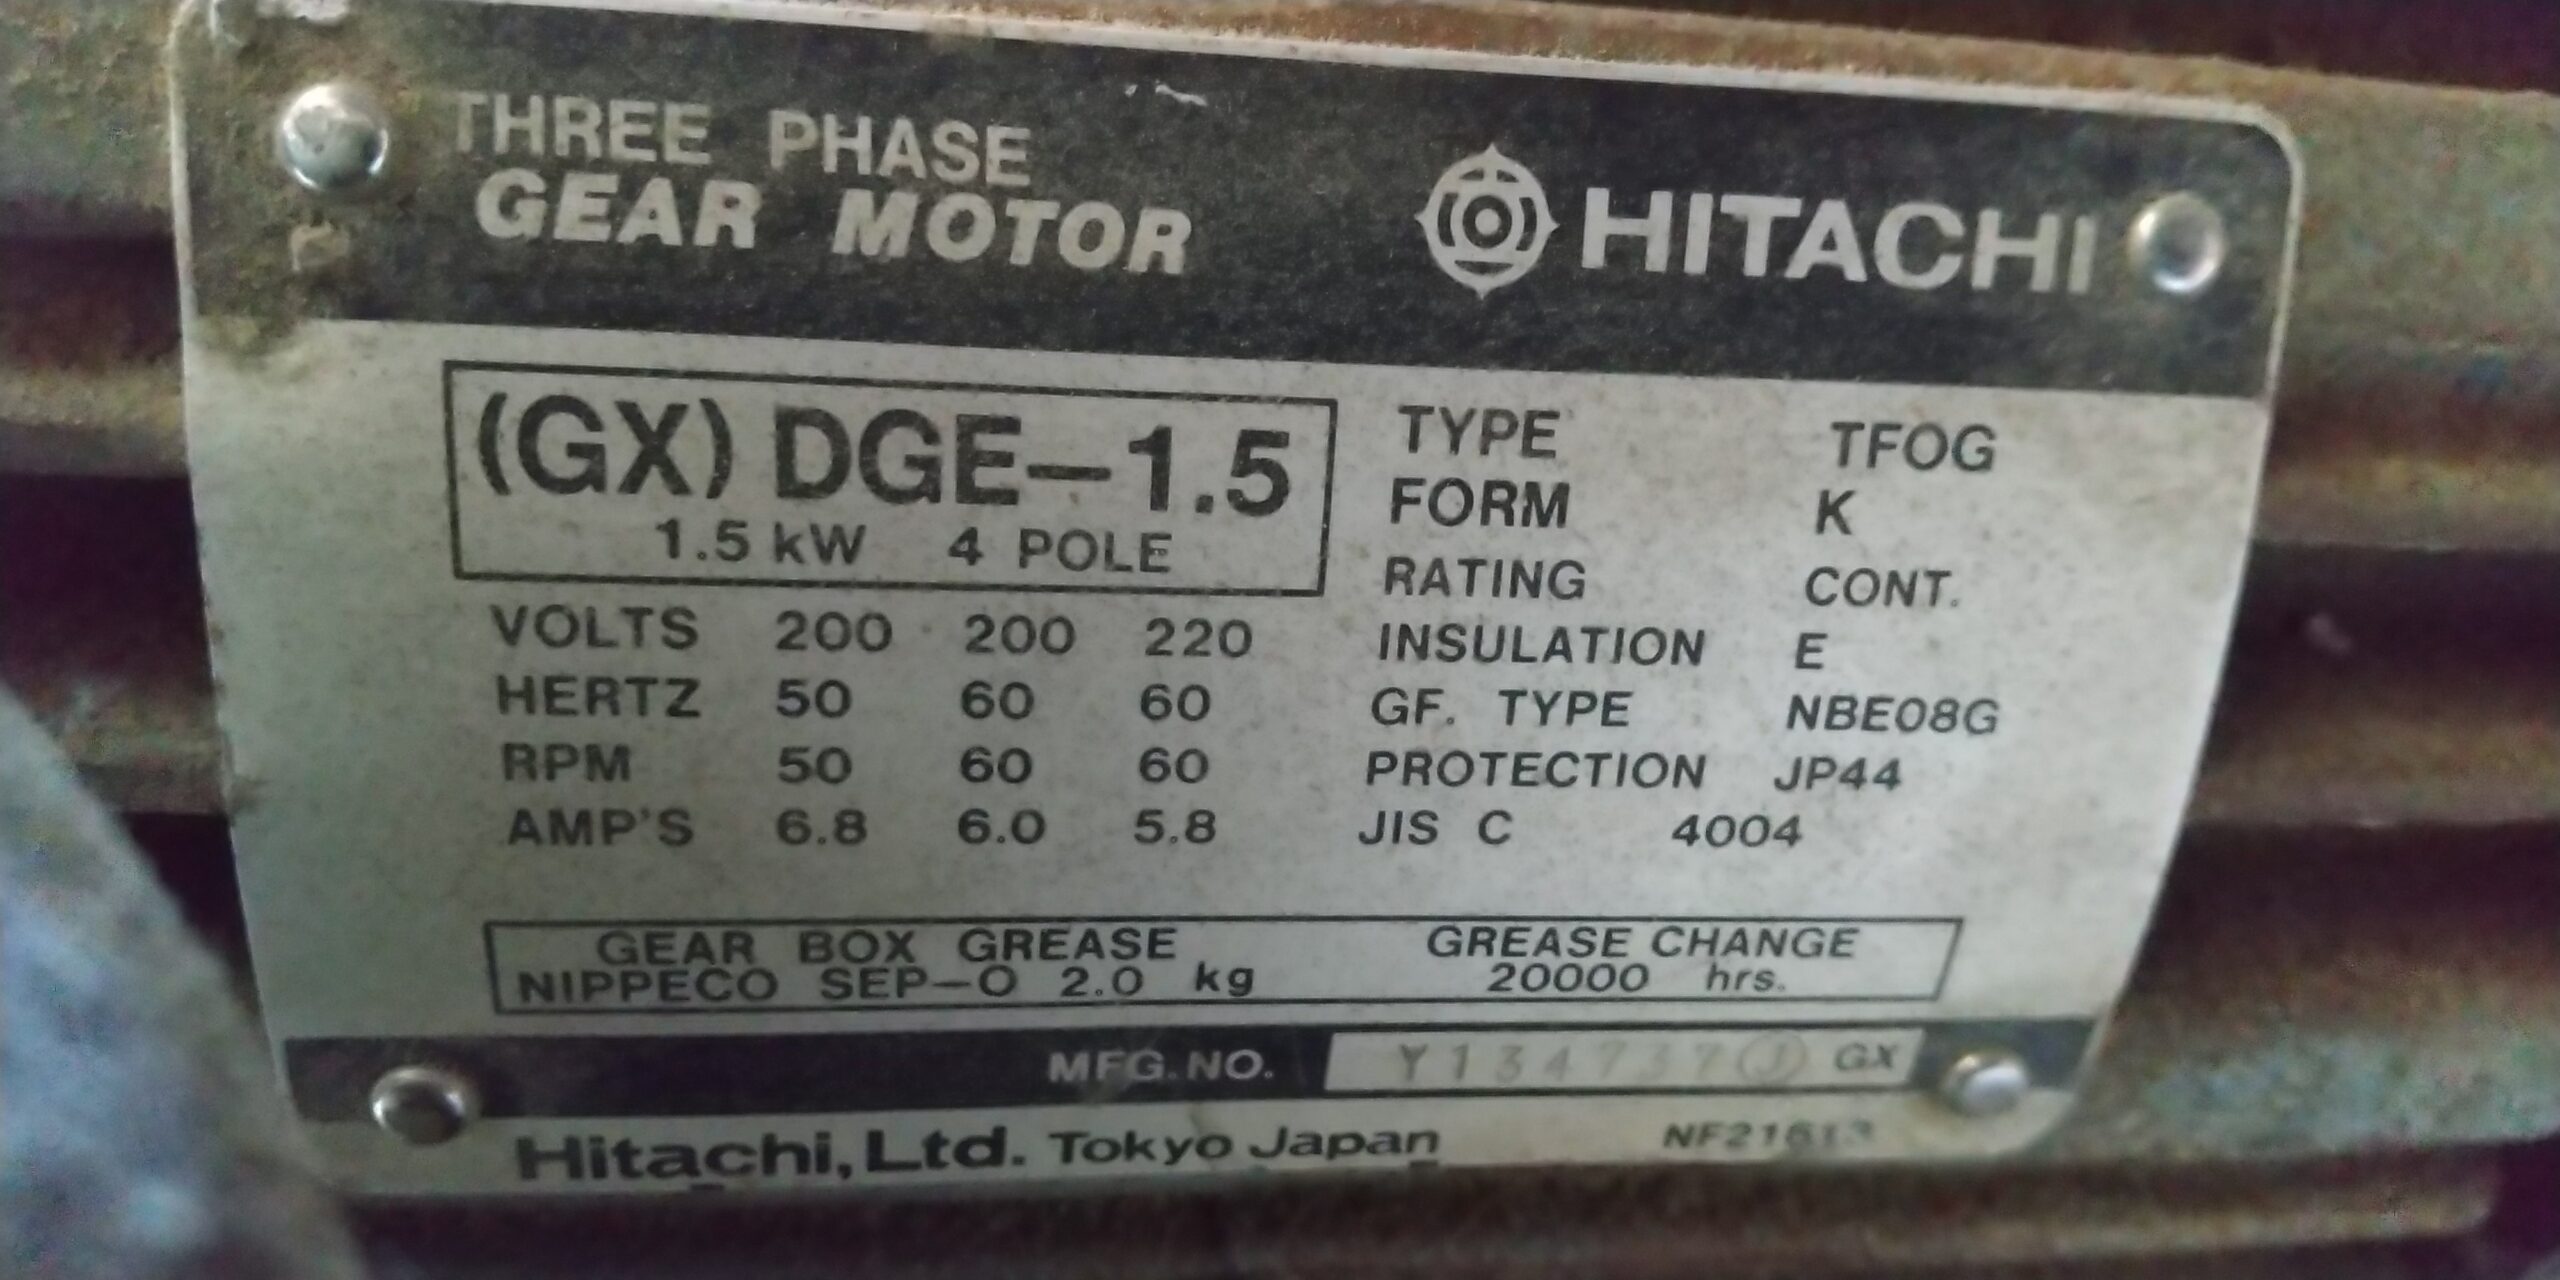 THREE PHASE
GEAR MOTOR
HITACHI
(GX) DGE-1.5
1.5 kW 4 POLE
VOLTS 200 200 220
HERTZ 50 60 60
RPM 50 60 60
AMP'S 6.8 6.0 5.8
TYPE TFOG
FORM K
RATING CONT.
INSULATION E
GF. TYPE NBE08G
PROTECTION JP44
JIS C 4004
GEAR BOX GREASE
NIPPECO SEP-O 2.0 kg
GREASE CHANGE
20000 hrs.
MFG.NO. Y134737 J GX
Hitachi, Ltd. Tokyo Japan